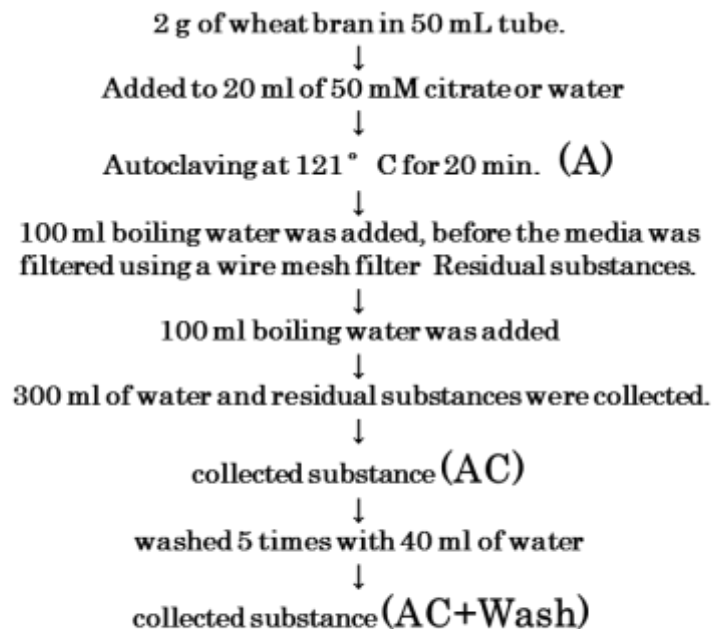 2 g of wheat bran in 50 mL tube.
↓
Added to 20 ml of 50 mM citrate or water
↓
Autoclaving at 121° C for 20 min. (A)
↓
100 ml boiling water was added, before the media was
filtered using a wire mesh filter Residual substances.
↓
100 ml boiling water was added
↓
300 ml of water and residual substances were collected.
↓
collected substance (AC)
↓
washed 5 times with 40 ml of water
↓
collected substance (AC+Wash)